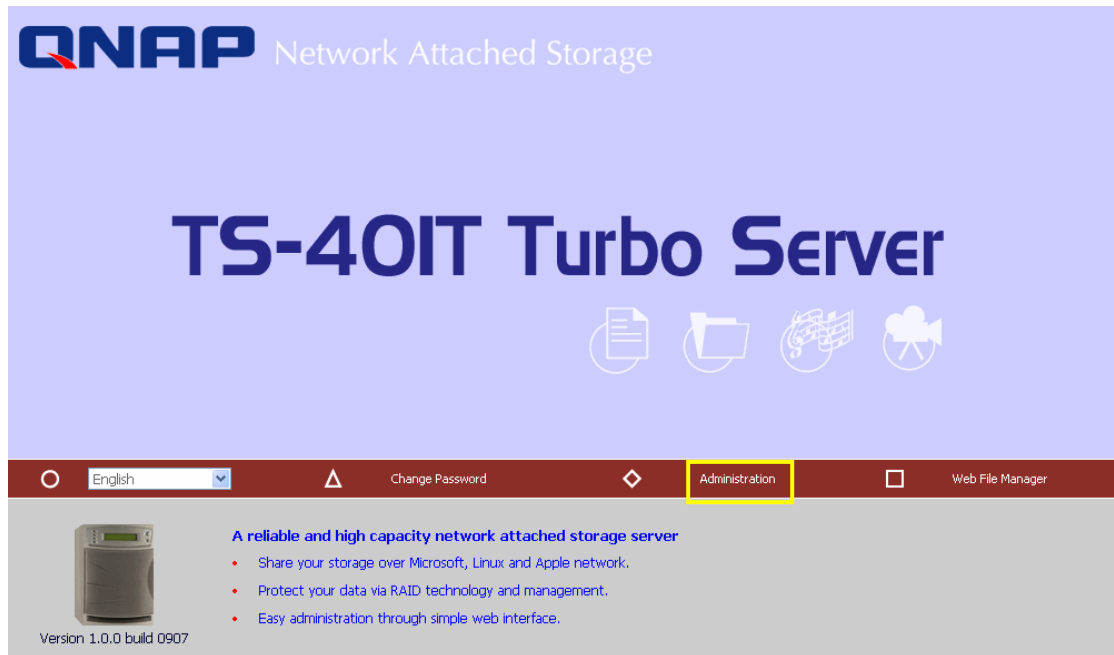 QNAP Network Attached Storage
TS-401T Turbo Server
English Change Password Administration Web File Manager
A reliable and high capacity network attached storage server
Share your storage over Microsoft, Linux and Apple network.
Protect your data via RAID technology and management.
Easy administration through simple web interface.
Version 1.0.0 build 0907